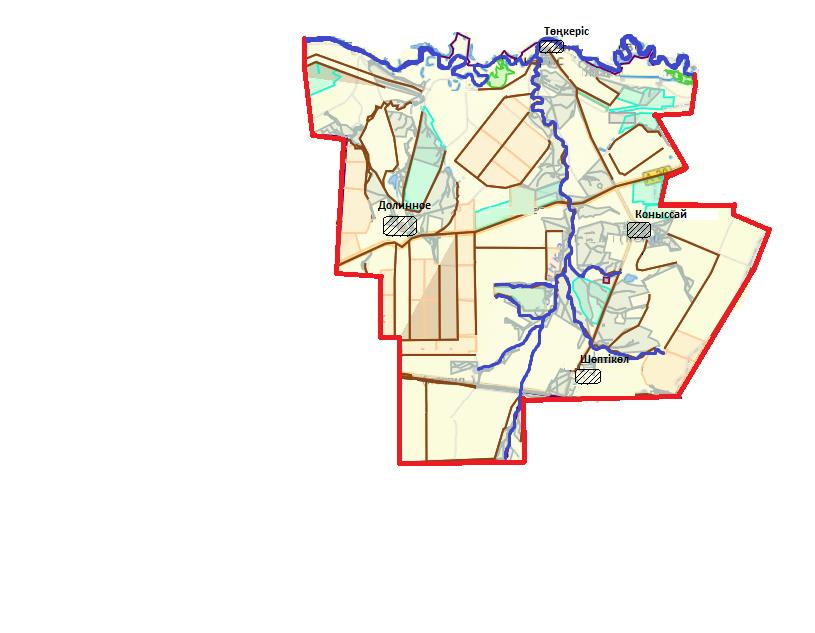 Төңкеріс
Долинное
Коныссай
Шөптікөл